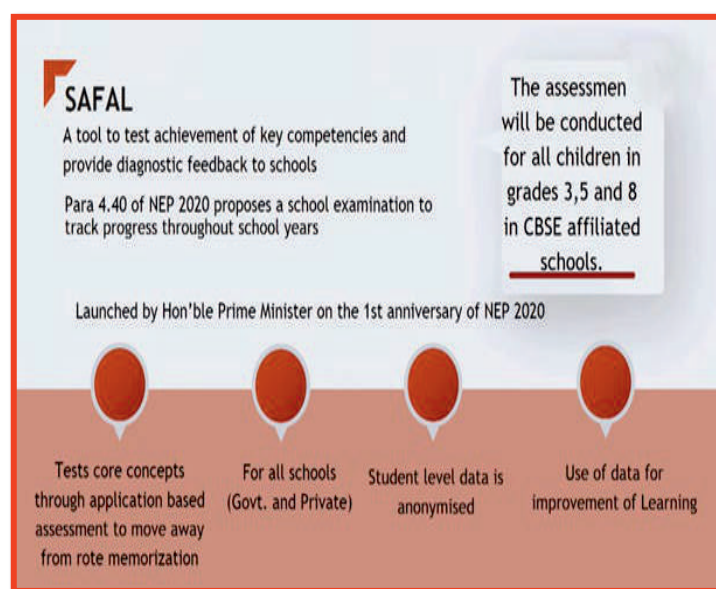 SAFAL
A tool to test achievement of key competencies and
provide diagnostic feedback to schools
Para 4.40 of NEP 2020 proposes a school examination to
track progress throughout school years
The assessmen
will be conducted
for all children in
grades 3,5 and 8
in CBSE affiliated
schools.
Launched by Hon'ble Prime Minister on the 1st anniversary of NEP 2020
Tests core concepts
through application based
assessment to move away
from rote memorization
For all schools
(Govt. and Private)
Student level data is
anonymised
Use of data for
improvement of Learning